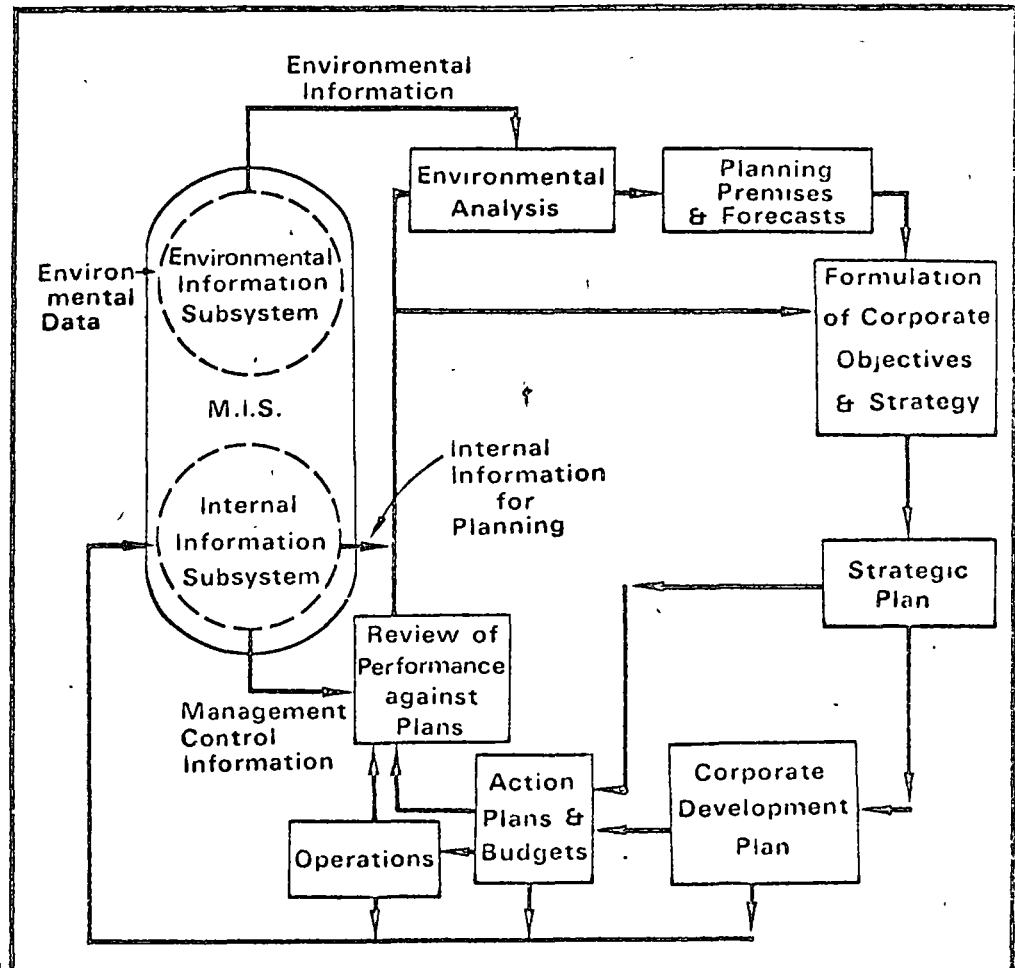 Environmental
Information
Environmental
Analysis
Planning
Premises
& Forecasts
Environ
mental
Data
Environmental
Information
Subsystem
Formulation
of Corporate
Objectives
& Strategy
M.I.S.
Internal
Information
for
Planning
Internal
Information
Subsystem
Strategic
Plan
Review of
Performance
against
Plans
Management
Control
Information
Action
Plans &
Budgets
Corporate
Development
Plan
Operations